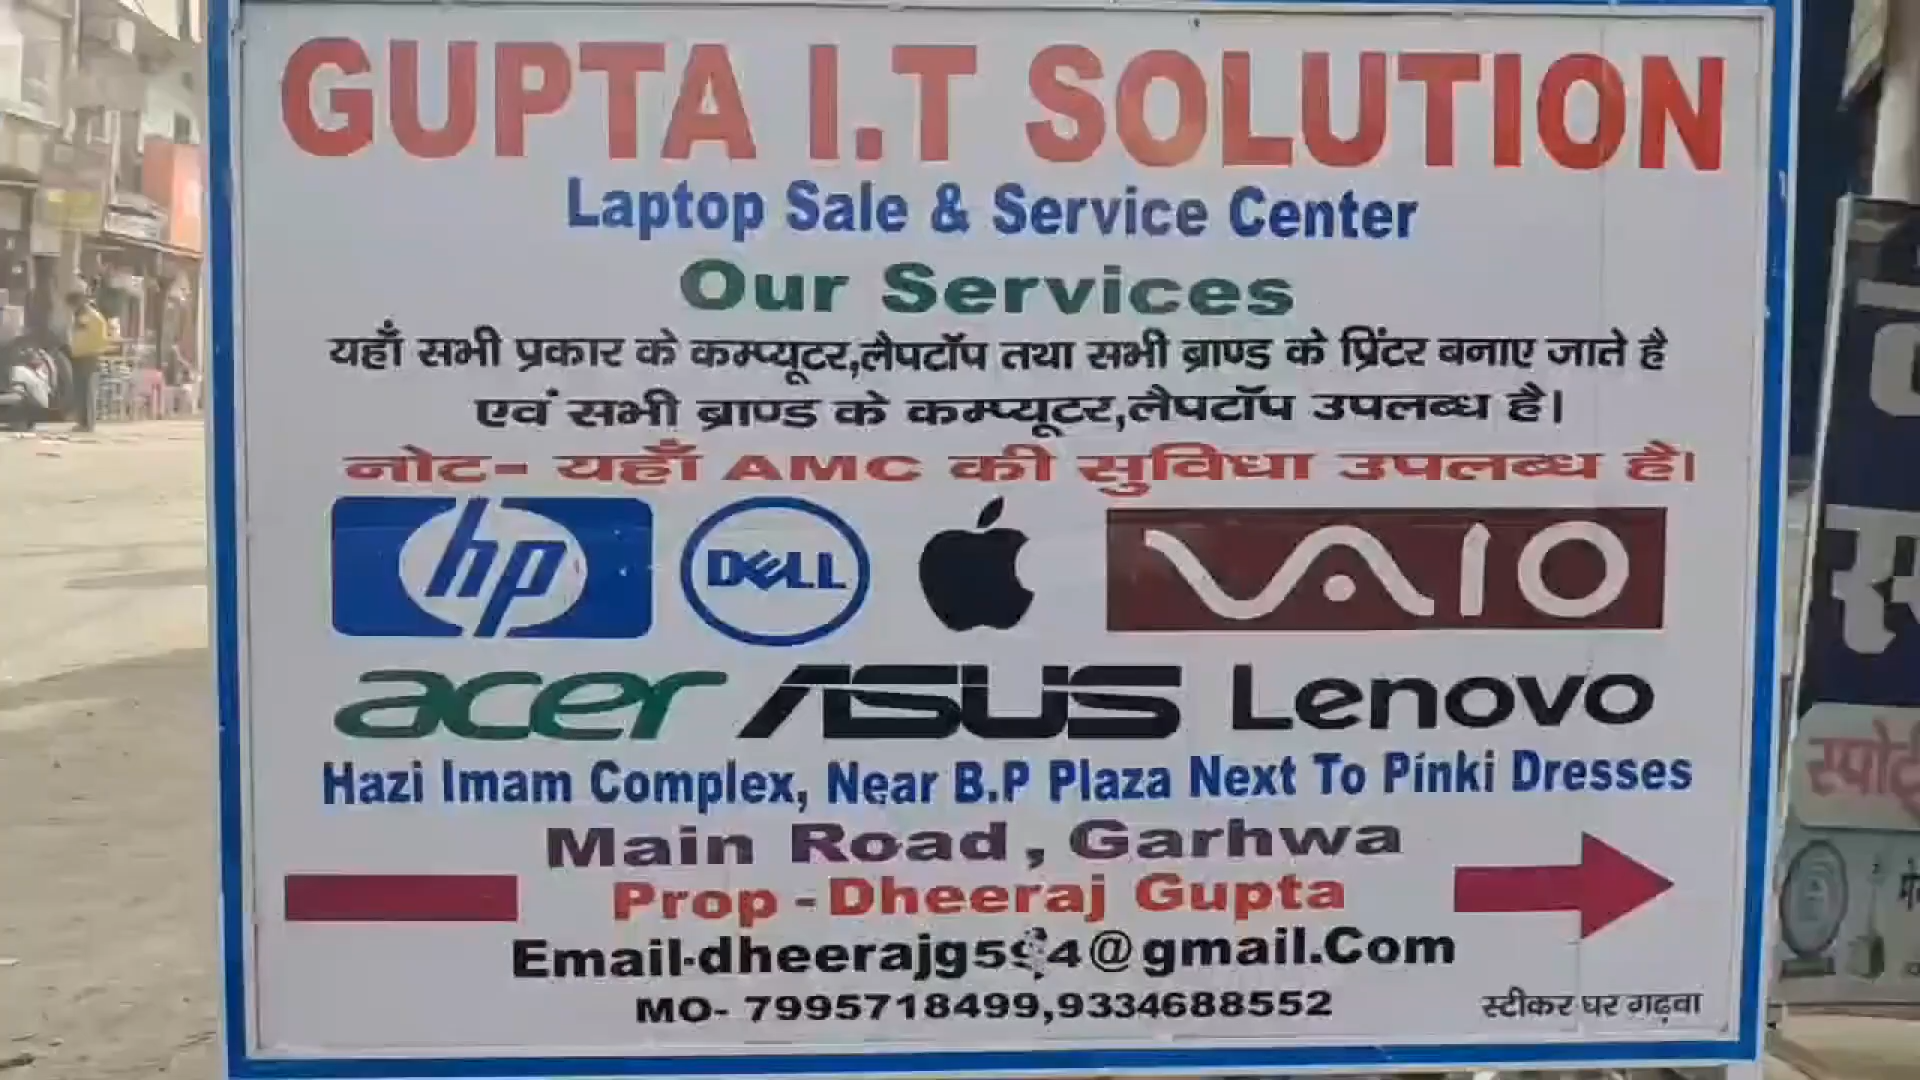 GUPTA I.T SOLUTION
Laptop Sale & Service Center
Our Services
यहाँ सभी प्रकार के कम्प्यूटर,लैपटॉप तथा सभी ब्राण्ड के प्रिंटर बनाए जाते है
एवं सभी ब्राण्ड के कम्प्यूटर,लैपटॉप उपलब्ध है।
नोट- यहाँ AMC की सुविधा उपलब्ध है।
hp DELL VAIO
acer ASUS Lenovo
Hazi Imam Complex, Near B.P Plaza Next To Pinki Dresses
Main Road, Garhwa
Prop - Dheeraj Gupta
MO- 7995718499,9334688552
स्टीकर घर गढ़वा